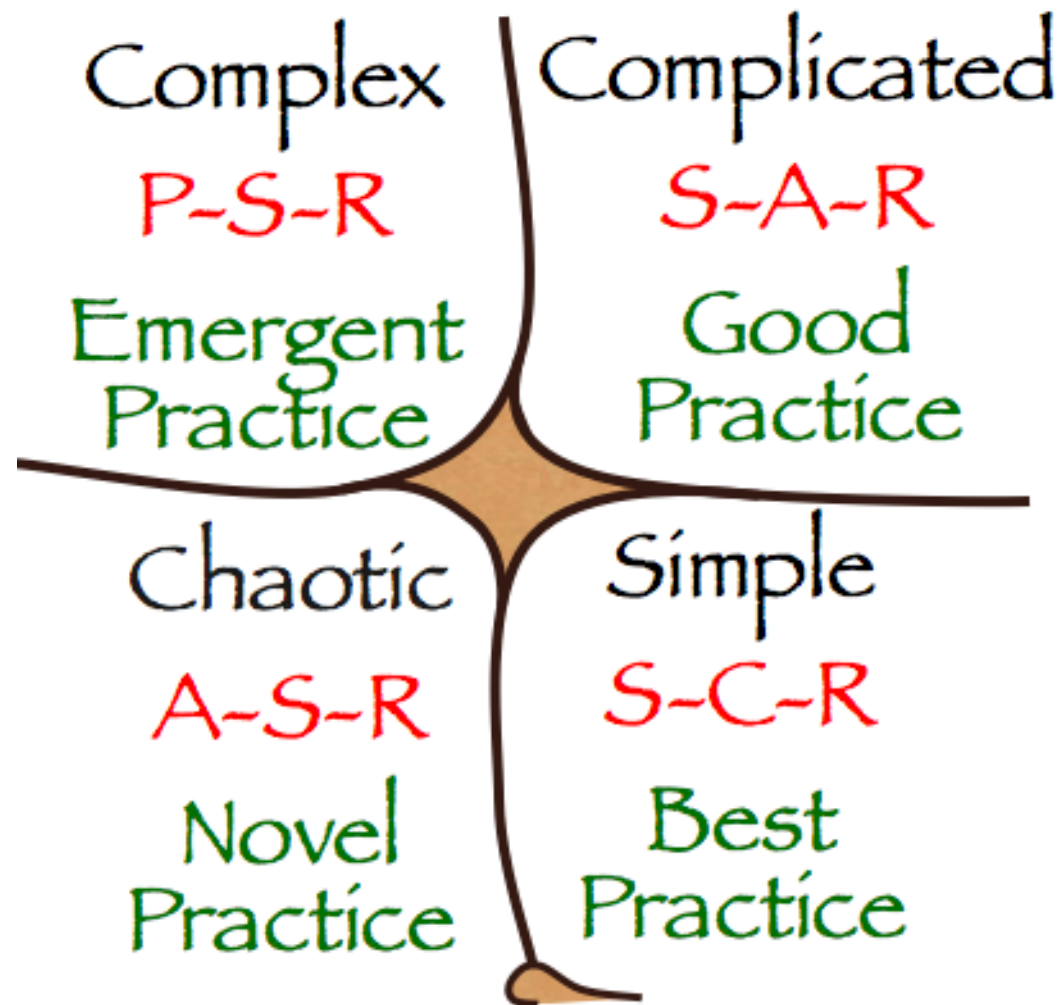 Complex
P-S-R
Emergent
Practice
Complicated
S-A-R
Good
Practice
Chaotic
A-S-R
Novel
Practice
Simple
S-C-R
Best
Practice